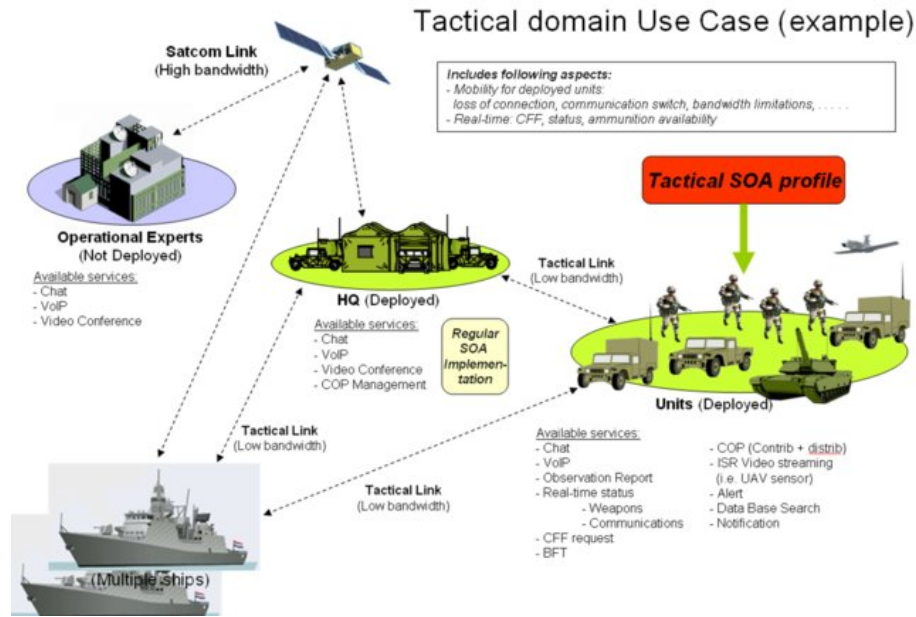 Tactical domain Use Case (example)
Satcom Link
(High bandwidth)
Includes following aspects:
- Mobility for deployed units:
loss of connection, communication switch, bandwidth limitations, . . . . .
- Real-time: CFF, status, ammunition availability
Tactical SOA profile
Operational Experts
(Not Deployed)
Available services:
- Chat
- VoIP
- Video Conference
Tactical Link
(Low bandwidth)
HQ (Deployed)
Available services:
- Chat
- VoIP
- Video Conference
- COP Management
Regular
SOA
Implemen-
tation
Units (Deployed)
Available services:
- Chat
- VoIP
- Observation Report
- Real-time status
- Weapons
- Communications
- CFF request
- BFT
- COP (Contrib + distrib)
- ISR Video streaming
(i.e. UAV sensor)
- Alert
- Data Base Search
- Notification
Tactical Link
(Low bandwidth)
Tactical Link
(Low bandwidth)
(Multiple ships)